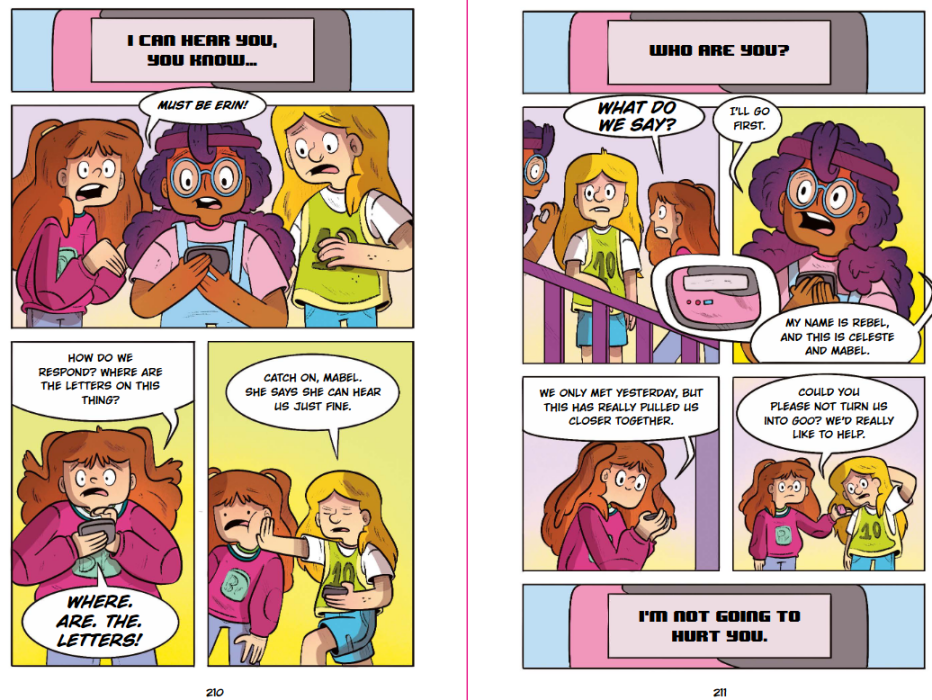 I CAN HEAR YOU,
YOU KNOW...
MUST BE ERIN!
HOW DO WE
RESPOND? WHERE ARE
THE LETTERS ON THIS
THING?
WHERE.
ARE. THE.
LETTERS!
CATCH ON, MABEL.
SHE SAYS SHE CAN HEAR
US JUST FINE.
10
210
WHO ARE YOU?
WHAT DO
WE SAY?
10
I'LL GO
FIRST.
MY NAME IS REBEL,
AND THIS IS CELESTE
AND MABEL.
WE ONLY MET YESTERDAY, BUT
THIS HAS REALLY PULLED US
CLOSER TOGETHER.
COULD YOU
PLEASE NOT TURN US
INTO GOO? WE'D REALLY
LIKE TO HELP.
10
I'M NOT GOING TO
HURT YOU.
211